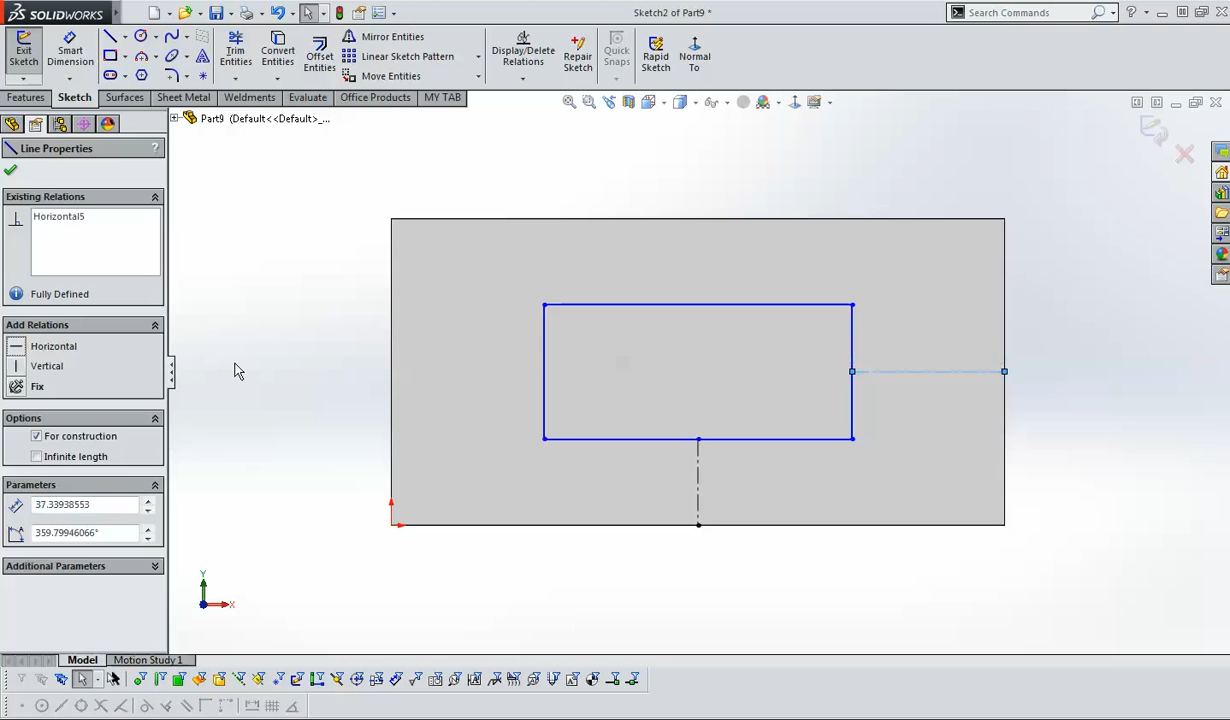 SOLIDWORKS
Sketch2 of Part9 *
Search Commands
Exit Sketch
Smart Dimension
Trim Entities
Convert Entities
Offset Entities
Mirror Entities
Linear Sketch Pattern
Move Entities
Display/Delete Relations
Repair Sketch
Quick Snaps
Rapid Sketch
Normal To
Features Sketch Surfaces Sheet Metal Weldments Evaluate Office Products MY TAB
Part9 (Default<<Default>_...
Line Properties ?
Existing Relations
Horizontal5
Fully Defined
Add Relations
Horizontal
Vertical
Fix
Options
For construction
Infinite length
Parameters
37.33938553
359.79946066°
Additional Parameters
Y
X
Model Motion Study 1